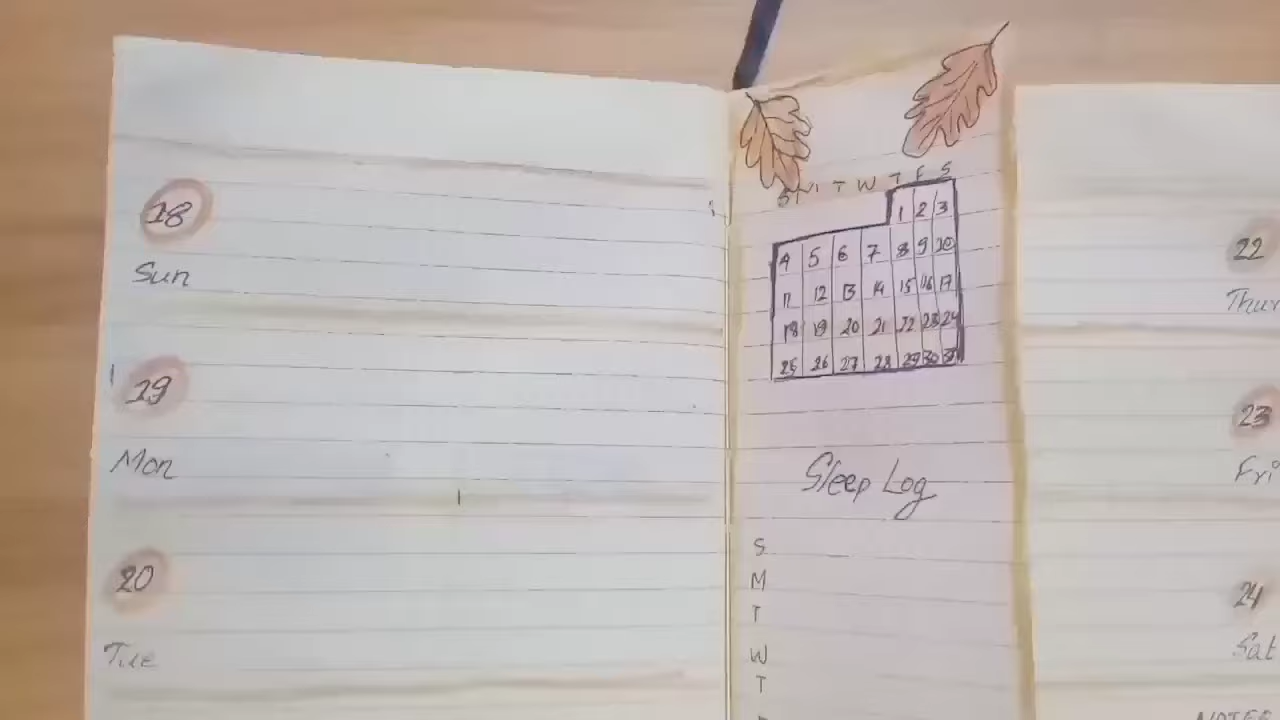 18
Sun
19
Mon
20
Tue
S M T W T F S
1 2 3
4 5 6 7 8 9 10
11 12 13 14 15 16 17
18 19 20 21 22 23 24
25 26 27 28 29 30 31
Sleep Log
S
M
T
W
T
22
Thur
23
Fri
24
Sat
NOTES